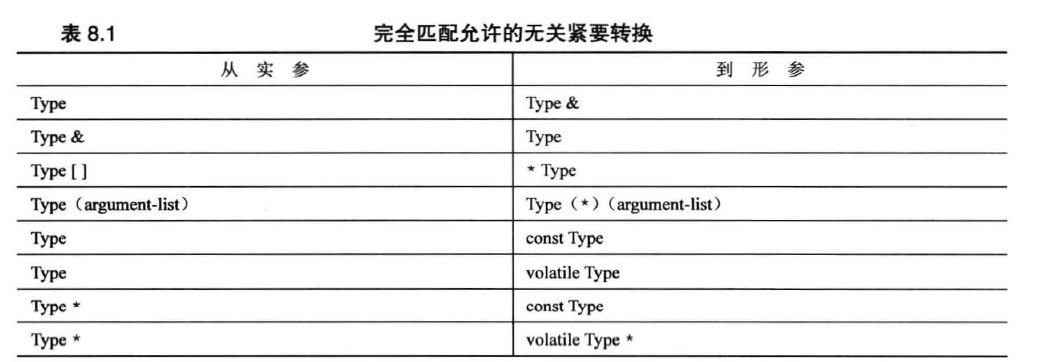 表 8.1 完全匹配允许的无关紧要转换
从 实 参 到 形 参
Type Type &
Type & Type
Type [ ] * Type
Type（argument-list） Type（*）（argument-list）
Type const Type
Type volatile Type
Type * const Type
Type * volatile Type *